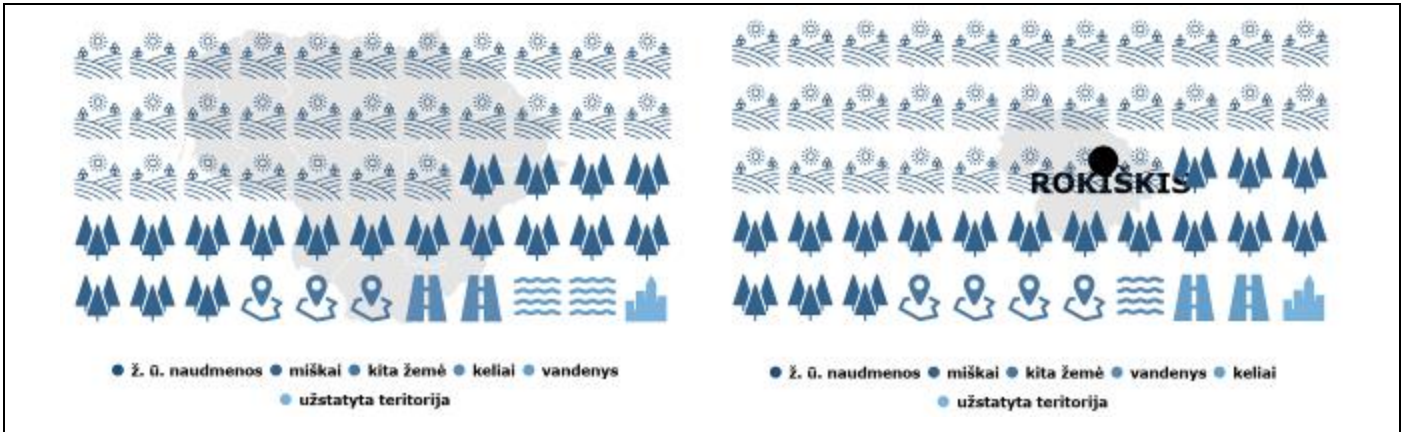 ROKIŠKIS
ž. ū. naudmenos miškai kita žemė keliai vandenys
užstatyta teritorija
ž. ū. naudmenos miškai kita žemė vandenys keliai
užstatyta teritorija